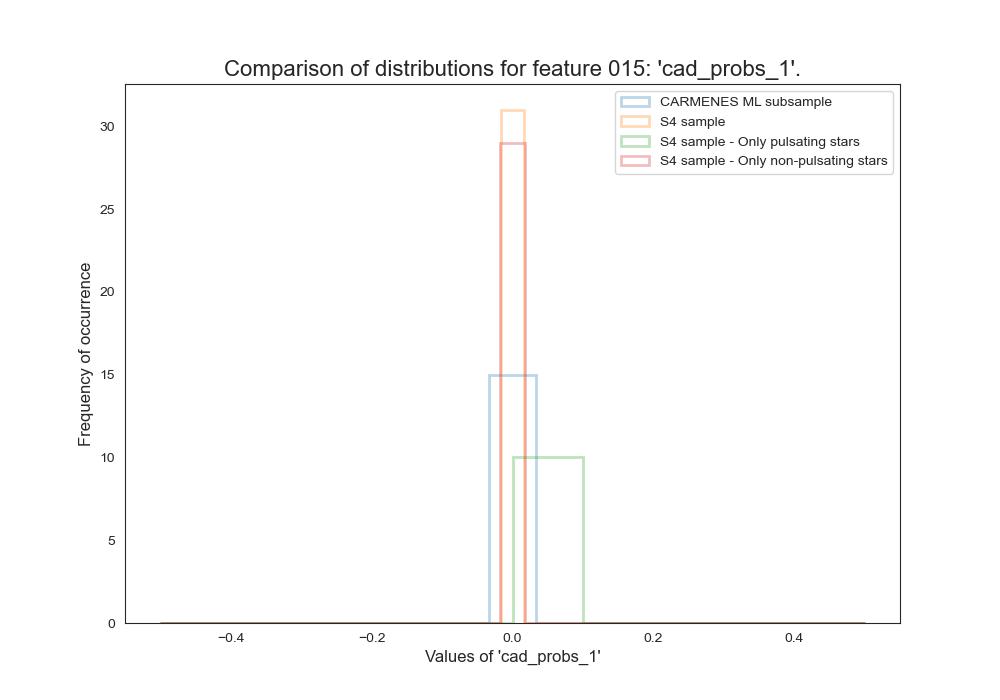 Comparison of distributions for feature 015: 'cad_probs_1'.
CARMENES ML subsample
S4 sample
S4 sample - Only pulsating stars
S4 sample - Only non-pulsating stars
Frequency of occurrence
30
25
20
15
10
5
0
−0.4 −0.2 0.0 0.2 0.4
Values of 'cad_probs_1'